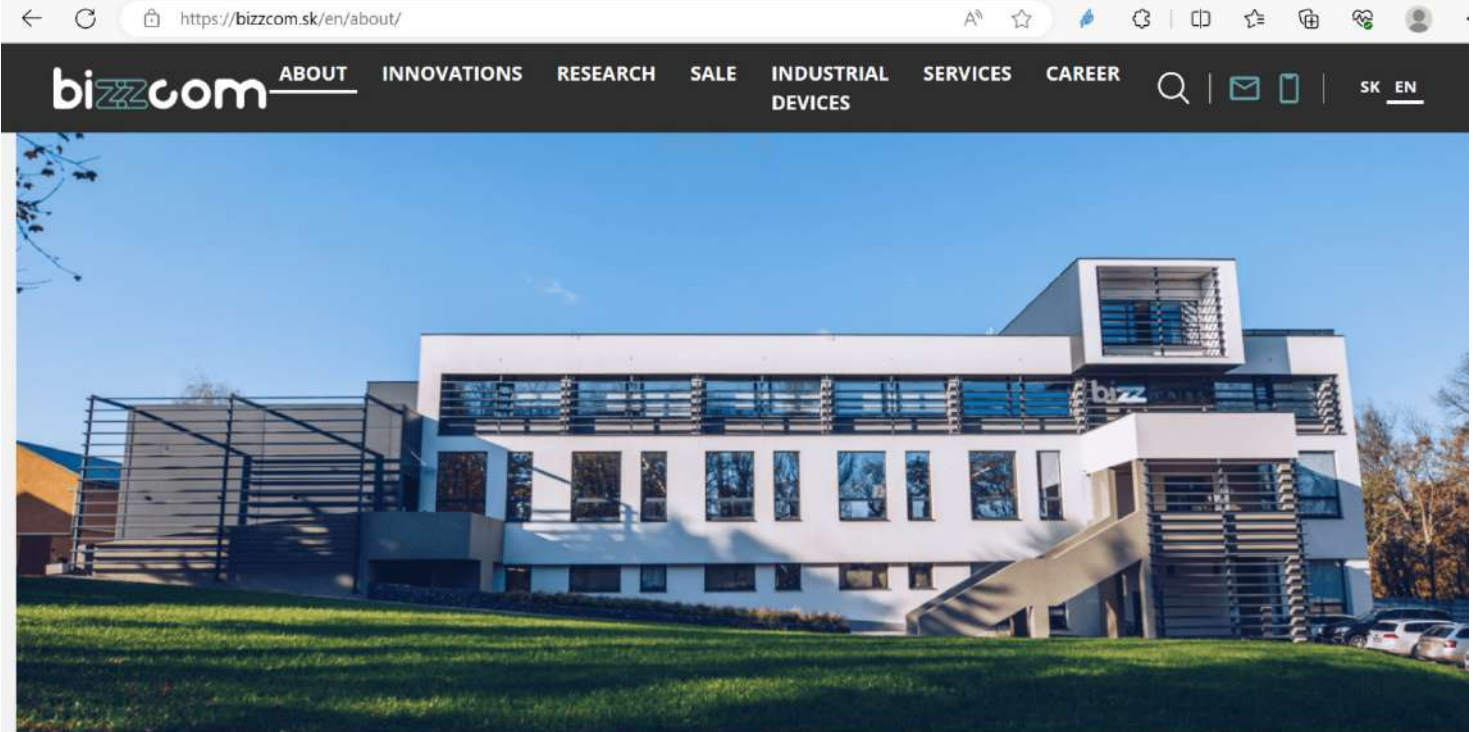 https://bizzcom.sk/en/about/
bizzcom
ABOUT
INNOVATIONS
RESEARCH
SALE
INDUSTRIAL
DEVICES
SERVICES
CAREER
SK EN
bizz